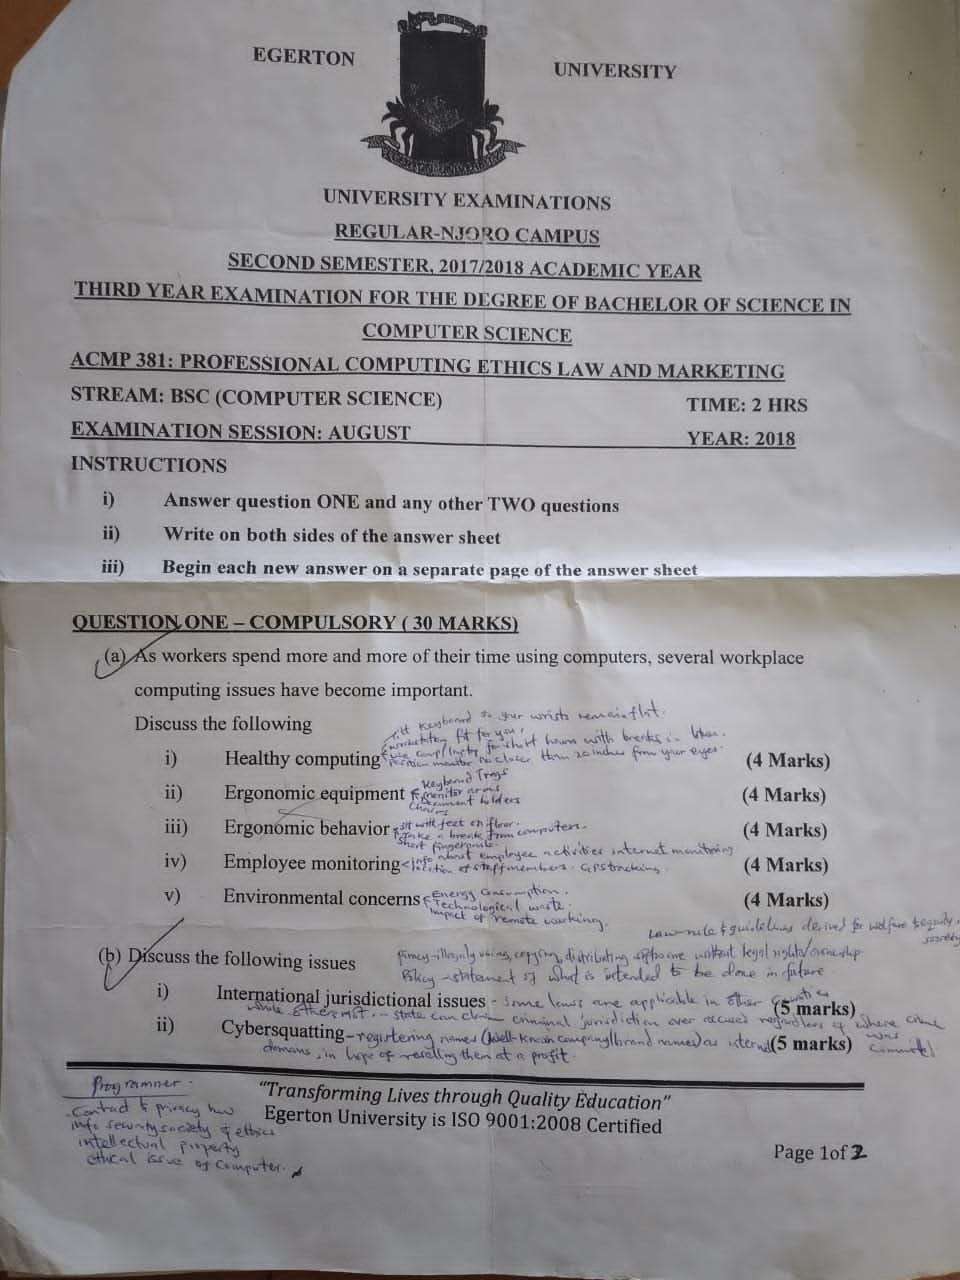 EGERTON UNIVERSITY
UNIVERSITY EXAMINATIONS
REGULAR-NJORO CAMPUS
SECOND SEMESTER, 2017/2018 ACADEMIC YEAR
THIRD YEAR EXAMINATION FOR THE DEGREE OF BACHELOR OF SCIENCE IN
COMPUTER SCIENCE
ACMP 381: PROFESSIONAL COMPUTING ETHICS LAW AND MARKETING
STREAM: BSC (COMPUTER SCIENCE) TIME: 2 HRS
EXAMINATION SESSION: AUGUST YEAR: 2018
INSTRUCTIONS
i) Answer question ONE and any other TWO questions
ii) Write on both sides of the answer sheet
iii) Begin each new answer on a separate page of the answer sheet
QUESTION ONE – COMPULSORY ( 30 MARKS)
(a) As workers spend more and more of their time using computers, several workplace
computing issues have become important.
Discuss the following
Tilt Keyboard so your wrists remain flat.
workstation fit for you
for short hours with breaks in btwn.
i) Healthy computing (4 Marks)
Position monitor no closer than 20 inches from your eyes.
Keyboard Trays
ii) Ergonomic equipment monitor arms (4 Marks)
Document holders
Chairs
sit with feet on floor.
iii) Ergonomic behavior Take a break from computers. (4 Marks)
short fingernails.
info about employee activities internet monitoring
iv) Employee monitoring location of staff members. GPS tracking. (4 Marks)
Energy Consumption.
v) Environmental concerns Technological waste. (4 Marks)
impact of remote working.
Law-rules & guidelines derived for welfare & equity in
society
(b) Discuss the following issues
Piracy-illegally using, copying, distributing software without legal rights/ownership
Policy-statement of what is intended to be done in future.
i) International jurisdictional issues - some laws are applicable in other countries (5 marks)
while others not. - state can claim criminal jurisdiction over accused regardless of where crime
was
committed.
ii) Cybersquatting – registering names (Well-known company/brand names) as internet (5 marks)
domains, in hope of reselling them at a profit.
"Transforming Lives through Quality Education"
Egerton University is ISO 9001:2008 Certified
Page 1of 2
Programmer.
Contract & privacy law
info security society & ethics
intellectual property
ethical issue of computer.